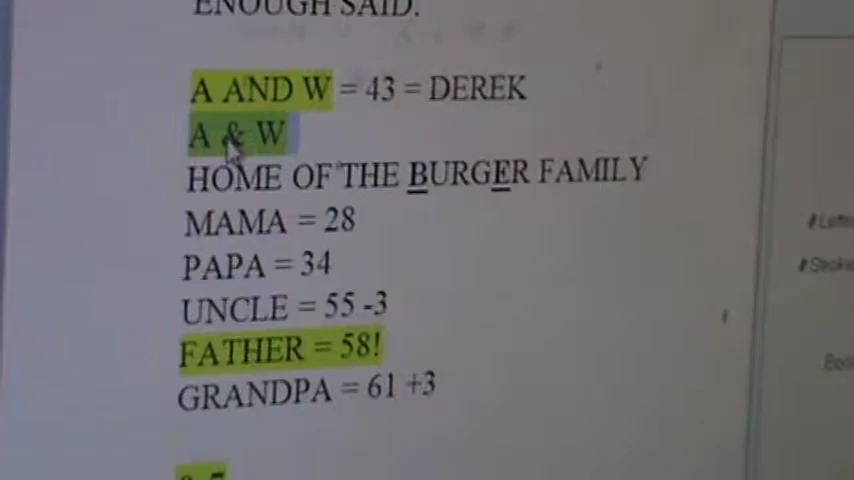 ENOUGH SAID.
A AND W = 43 = DEREK
A & W
HOME OF THE BURGER FAMILY
MAMA = 28
PAPA = 34
UNCLE = 55 -3
FATHER = 58!
GRANDPA = 61 +3